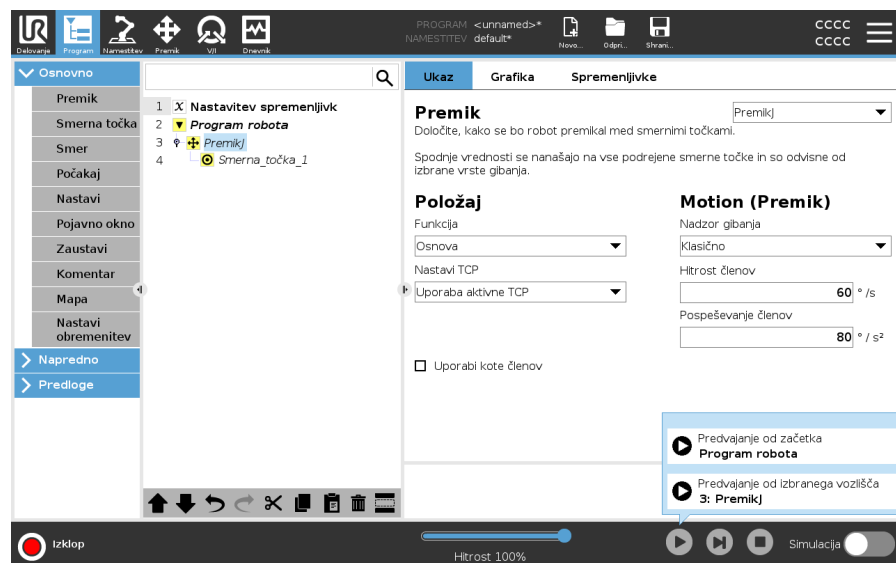 PROGRAM <unnamed>*
NAMESTITEV default*
CCCC
CCCC
UR
Delovanje
Program
Namestitev
Premik
V/I
Dnevnik
Novo...
Odpri...
Shrani...
Osnovno
Premik
Smerna točka
Smer
Počakaj
Nastavi
Pojavno okno
Zaustavi
Komentar
Mapa
Nastavi
obremenitev
Napredno
Predloge
1 X Nastavitev spremenljivk
2 Program robota
3 PremikJ
4 Smerna_točka_1
Ukaz
Grafika
Spremenljivke
Premik
PremikJ
Določite, kako se bo robot premikal med smernimi točkami.
Spodnje vrednosti se nanašajo na vse podrejene smerne točke in so odvisne od
izbrane vrste gibanja.
Položaj
Funkcija
Osnova
Nastavi TCP
Uporaba aktivne TCP
Uporabi kote členov
Motion (Premik)
Nadzor gibanja
Klasično
Hitrost členov
60 ° /s
Pospeševanje členov
80 ° / s²
Predvajanje od začetka
Program robota
Predvajanje od izbranega vozlišča
3: PremikJ
Izklop
Hitrost 100%
Simulacija